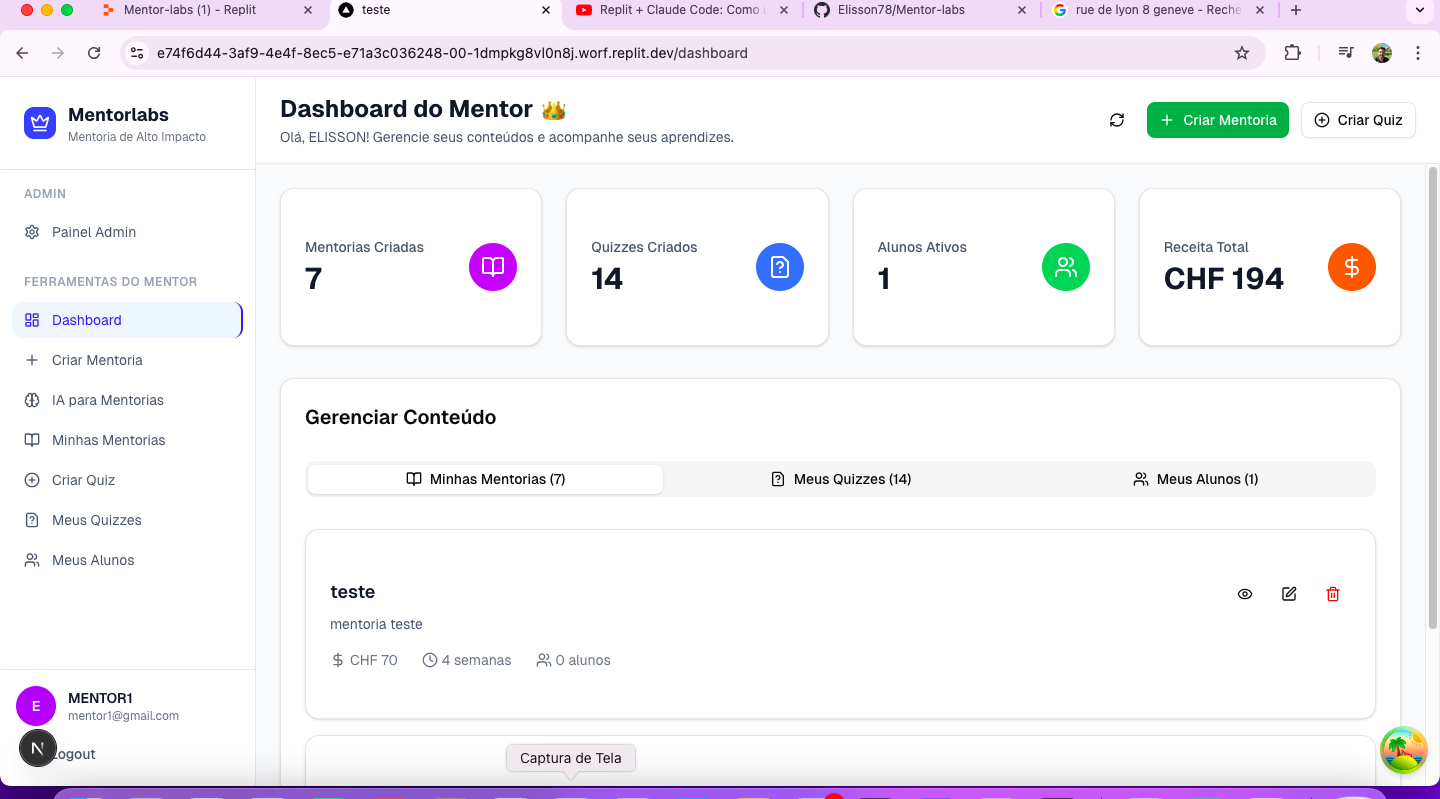 Mentor-labs (1) - Replit
teste
Replit + Claude Code: Como
Elisson78/Mentor-labs
rue de lyon 8 geneve - Reche
e74f6d44-3af9-4e4f-8ec5-e71a3c036248-00-1dmpkg8vl0n8j.worf.replit.dev/dashboard
Mentorlabs
Mentoria de Alto Impacto
ADMIN
Painel Admin
FERRAMENTAS DO MENTOR
Dashboard
Criar Mentoria
IA para Mentorias
Minhas Mentorias
Criar Quiz
Meus Quizzes
Meus Alunos
E
MENTOR1
mentor1@gmail.com
N
Logout
Dashboard do Mentor
Olá, ELISSON! Gerencie seus conteúdos e acompanhe seus aprendizes.
Criar Mentoria
Criar Quiz
Mentorias Criadas
7
Quizzes Criados
14
Alunos Ativos
1
Receita Total
CHF 194
Gerenciar Conteúdo
Minhas Mentorias (7)
Meus Quizzes (14)
Meus Alunos (1)
teste
mentoria teste
CHF 70
4 semanas
0 alunos
Captura de Tela